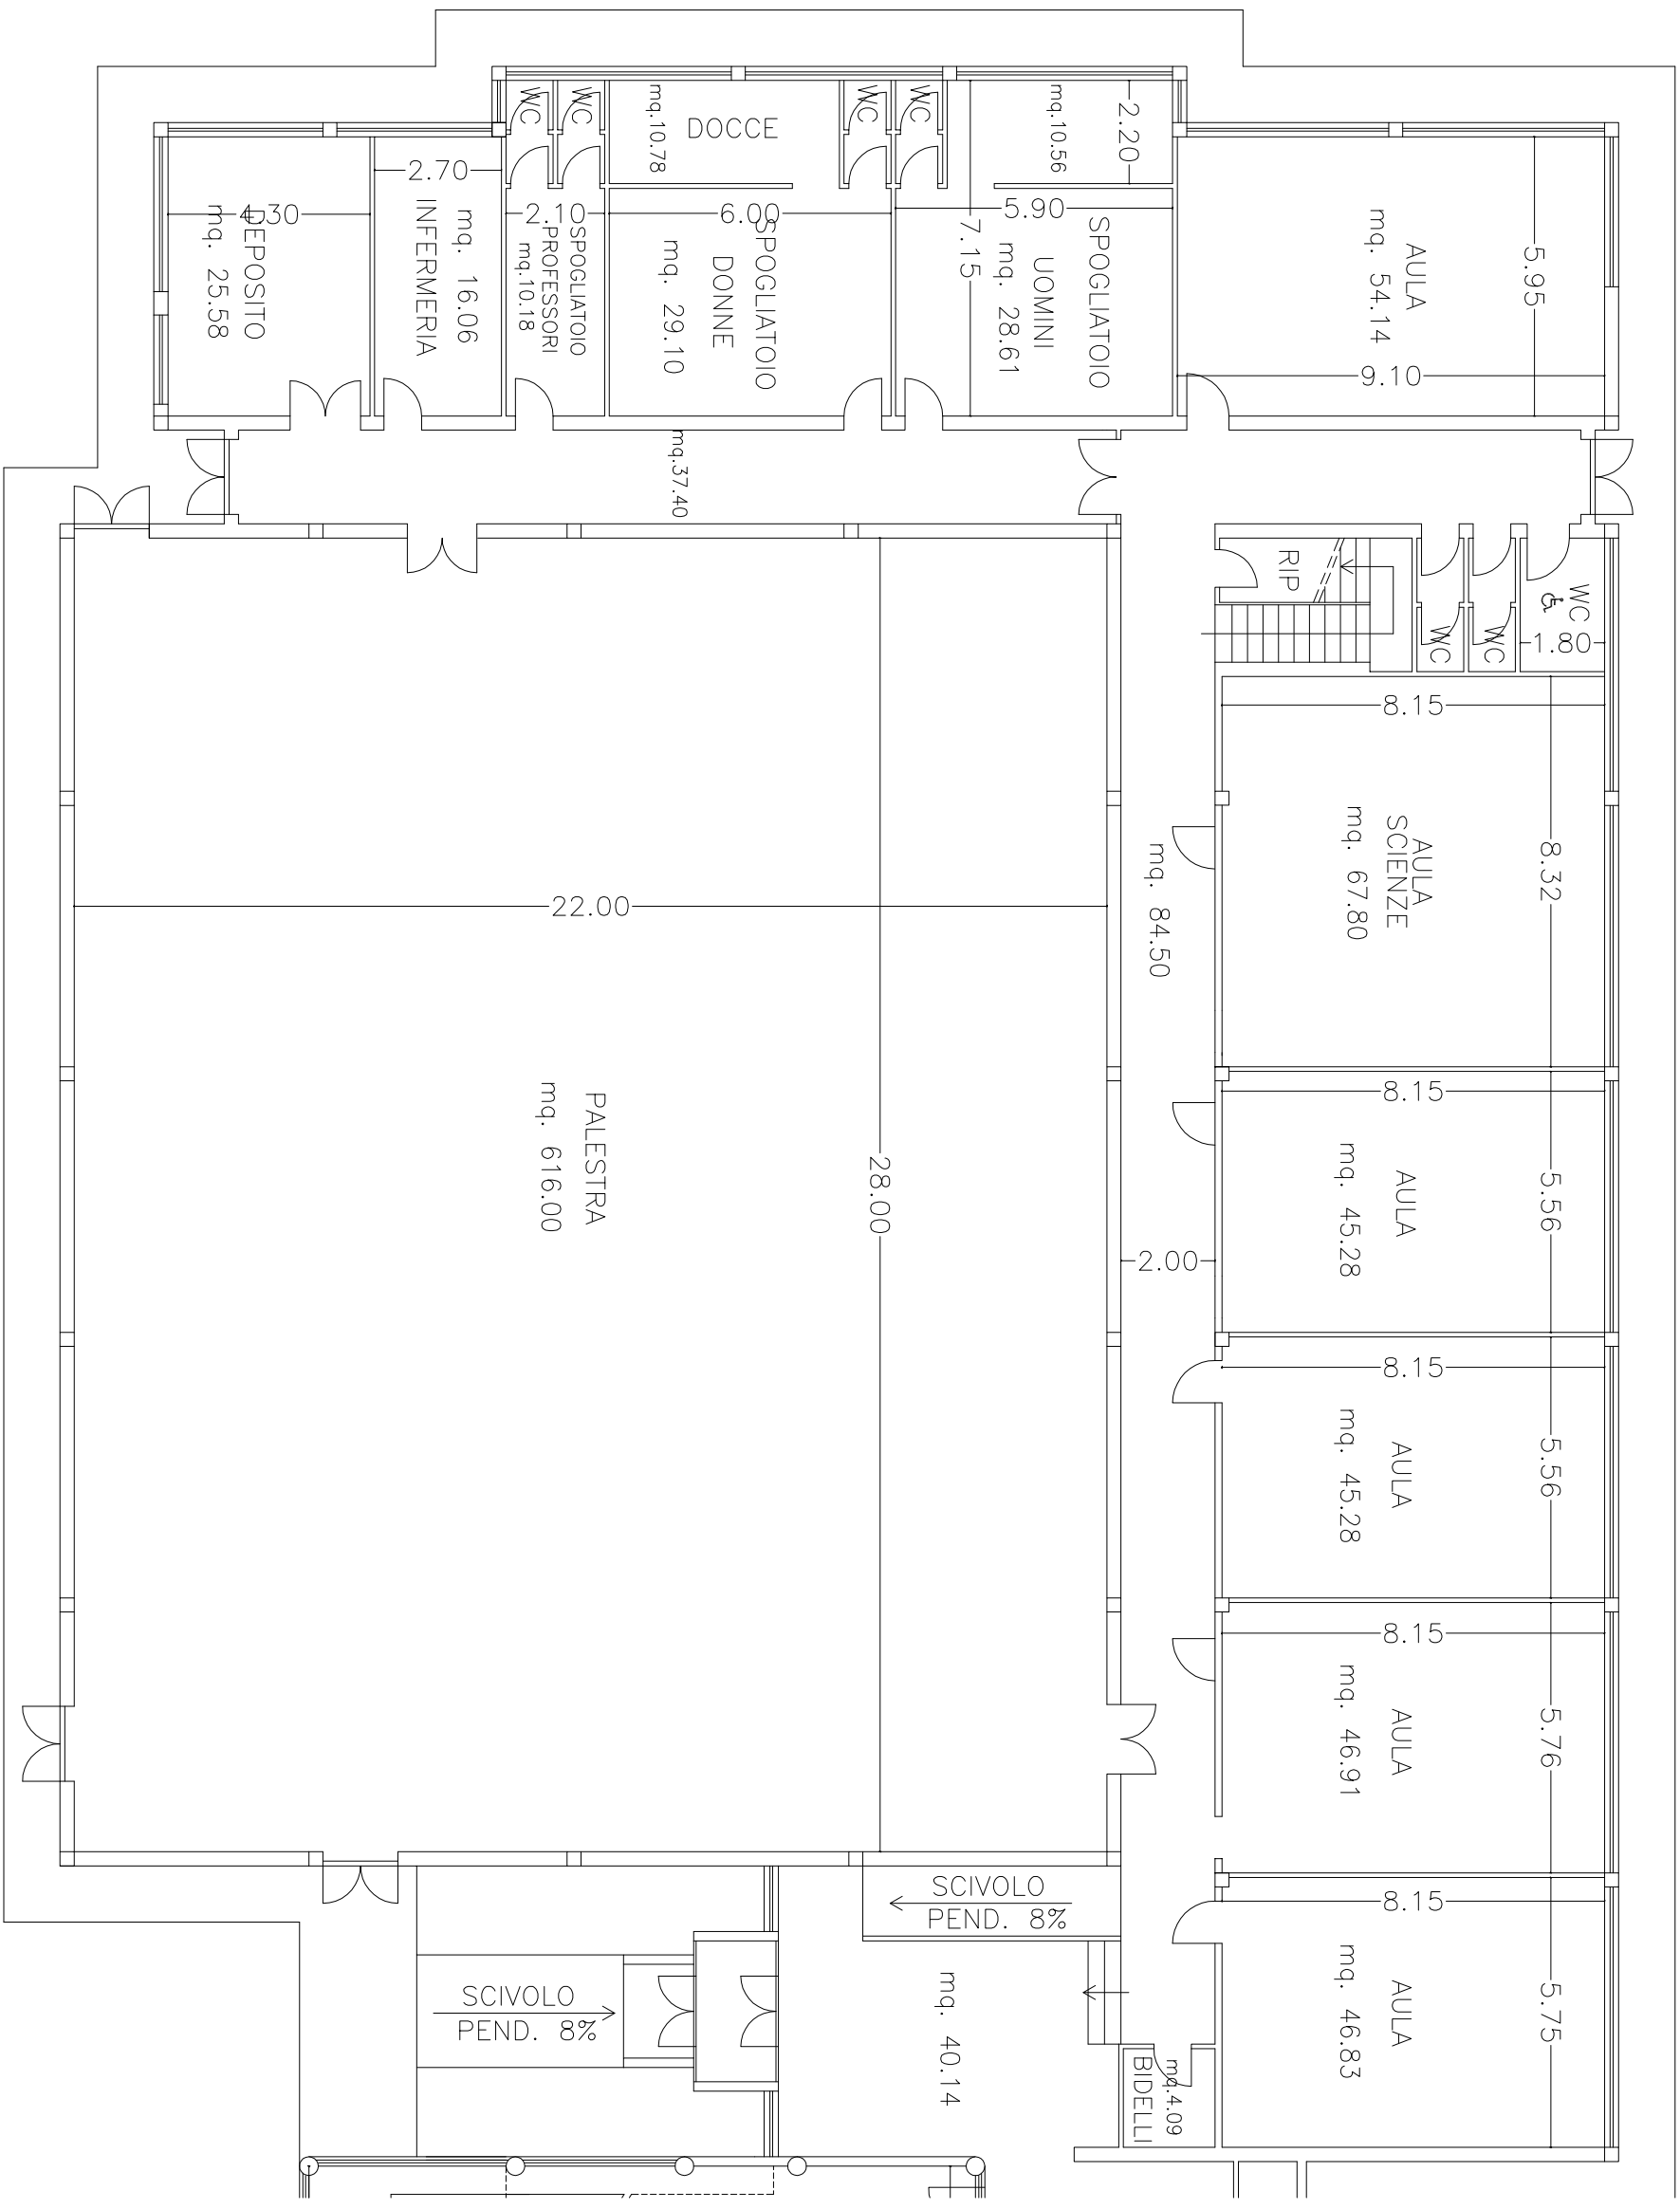 WC
WC
mq.10.78
DOCCE
WC
WC
mq.10.56
2.20
4.30
DEPOSITO
mq. 25.58
2.70
INFERMERIA
mq. 16.06
2.10
SPOGLIATOIO
PROFESSORI
mq.10.18
6.00
SPOGLIATOIO
DONNE
mq. 29.10
7.15
5.90
SPOGLIATOIO
UOMINI
mq. 28.61
AULA
mq. 54.14
5.95
9.10
mq.37.40
RIP
WC
WC
WC
1.80
8.15
AULA
SCIENZE
mq. 67.80
8.32
mq. 84.50
22.00
28.00
PALESTRA
mq. 616.00
2.00
8.15
AULA
mq. 45.28
5.56
8.15
AULA
mq. 45.28
5.56
8.15
AULA
mq. 46.91
5.76
8.15
AULA
mq. 46.83
5.75
SCIVOLO
PEND. 8%
SCIVOLO
PEND. 8%
mq. 40.14
mq.4.09
BIDELLI